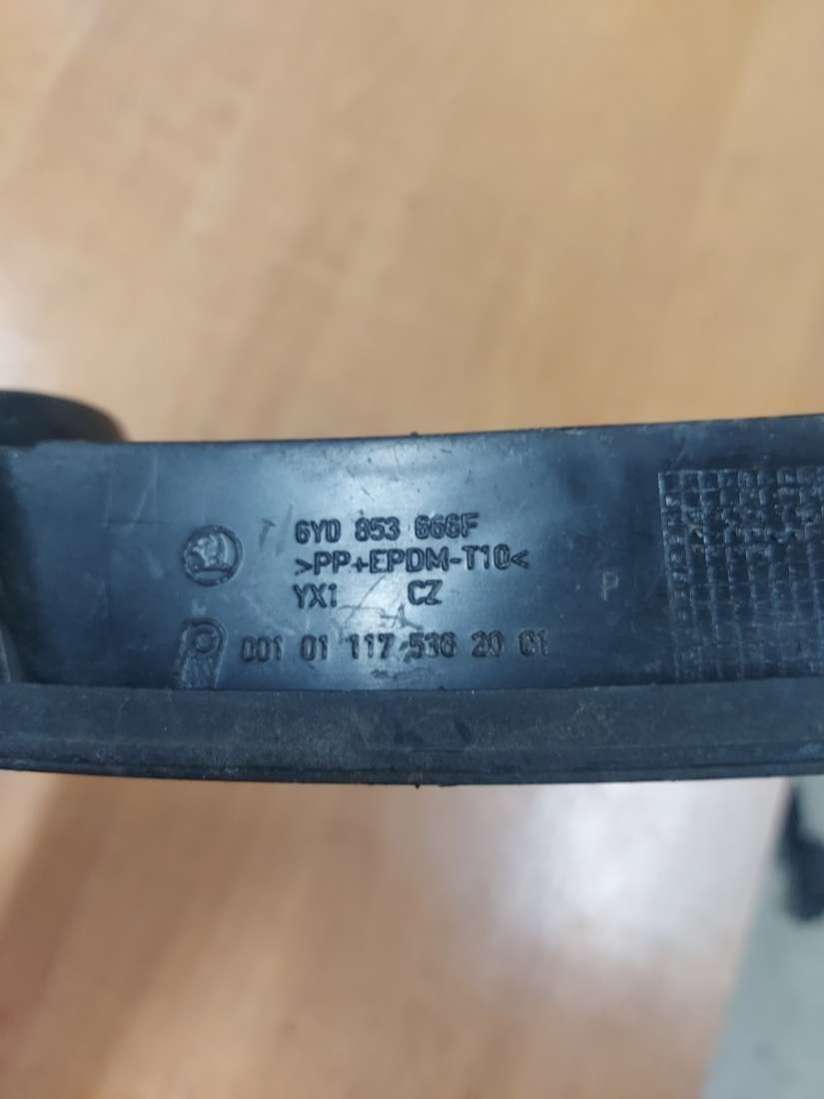 6Y0 853 666F
>PP+EPDM-T10<
YX1 CZ
P
001 01 117 536 20 01